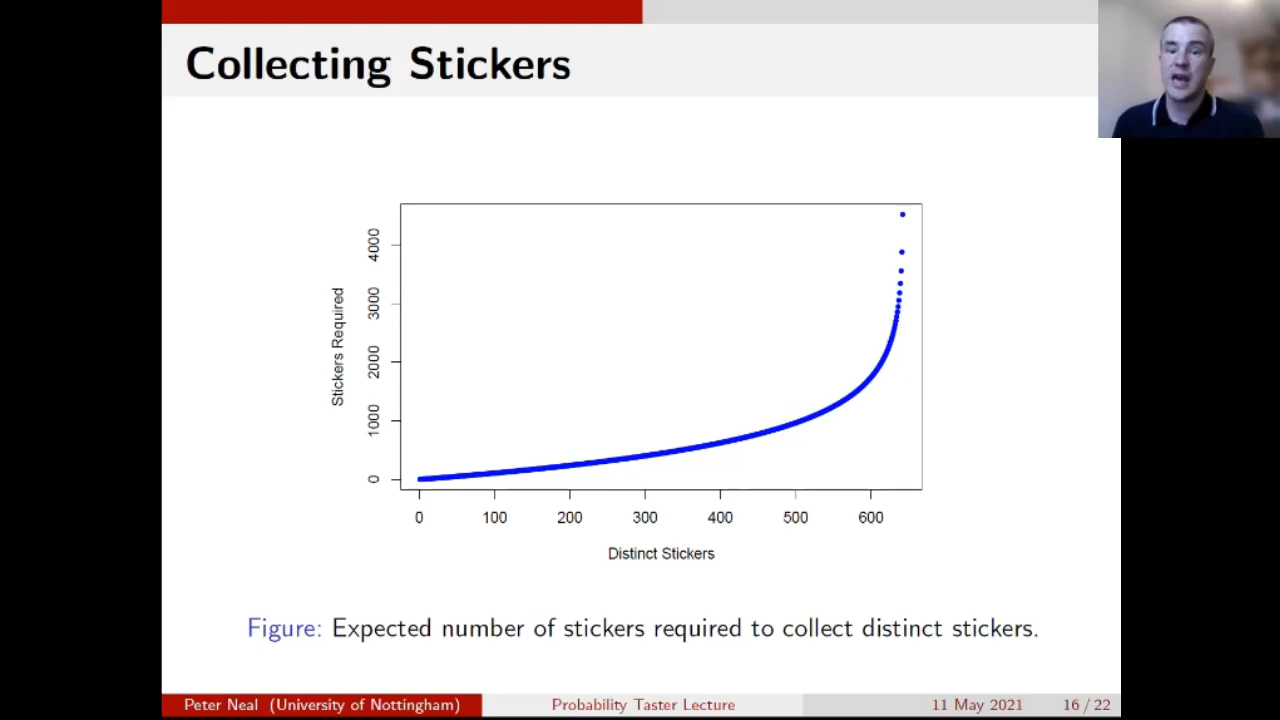 Collecting Stickers
Stickers Required
4000
3000
2000
1000
0
0 100 200 300 400 500 600
Distinct Stickers
Figure: Expected number of stickers required to collect distinct stickers.
Peter Neal (University of Nottingham) Probability Taster Lecture 11 May 2021 16 / 22